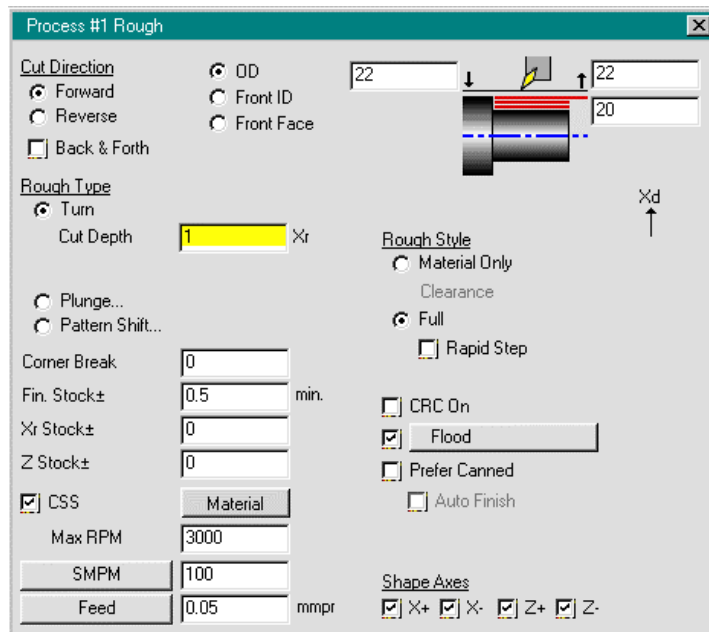 Process #1 Rough
Cut Direction
Forward
Reverse
Back & Forth
OD
Front ID
Front Face
22
22
20
Xd
Rough Type
Turn
Cut Depth 1 Xr
Plunge...
Pattern Shift...
Rough Style
Material Only
Clearance
Full
Rapid Step
Corner Break 0
Fin. Stock± 0.5 min.
Xr Stock± 0
Z Stock± 0
CSS Material
Max RPM 3000
SMPM 100
Feed 0.05 mmpr
CRC On
Flood
Prefer Canned
Auto Finish
Shape Axes
X+ X- Z+ Z-